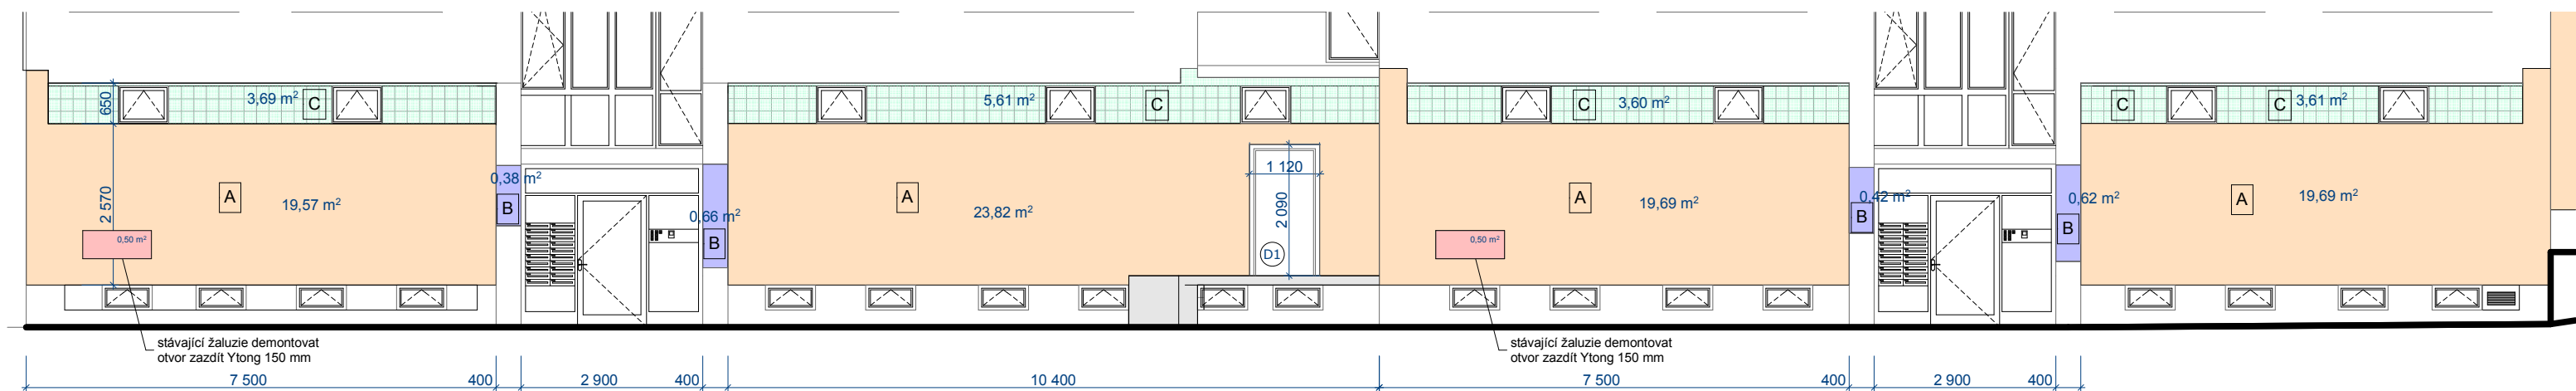 650
3,69 m²
C
5,61 m²
C
C
3,60 m²
C
C
3,61 m²
2 570
A
19,57 m²
0,38 m²
B
0,66 m²
B
A
23,82 m²
1 120
2 090
D1
A
19,69 m²
0,42 m²
B
0,62 m²
B
A
19,69 m²
0,50 m²
0,50 m²
stávající žaluzie demontovat
otvor zazdít Ytong 150 mm
stávající žaluzie demontovat
otvor zazdít Ytong 150 mm
7 500
400
2 900
400
10 400
7 500
400
2 900
400